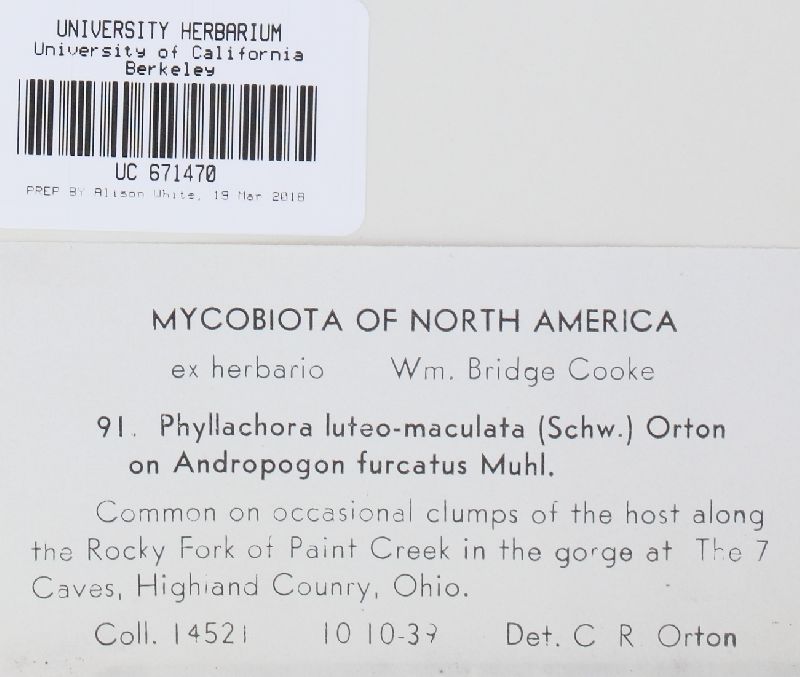 UNIVERSITY HERBARIUM
University of California
Berkeley
UC 671470
PREP BY Alison White, 19 Mar 2018
MYCOBIOTA OF NORTH AMERICA
ex herbario Wm. Bridge Cooke
91. Phyllachora luteo-maculata (Schw.) Orton
on Andropogon furcatus Muhl.
Common on occasional clumps of the host along
the Rocky Fork of Paint Creek in the gorge at The 7
Caves, Highland Counry, Ohio.
Coll. 14521 10 10-39 Det. C R Orton